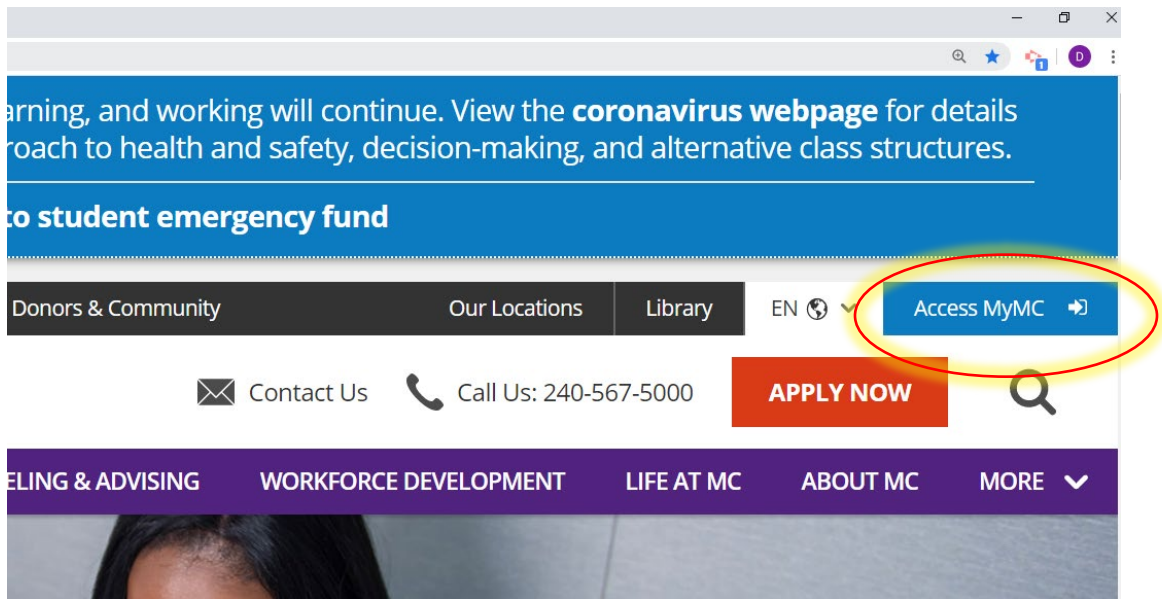 D
1
arning, and working will continue. View the coronavirus webpage for details
roach to health and safety, decision-making, and alternative class structures.
to student emergency fund
Donors & Community Our Locations Library EN Access MyMC
Contact Us Call Us: 240-567-5000 APPLY NOW
ELING & ADVISING WORKFORCE DEVELOPMENT LIFE AT MC ABOUT MC MORE